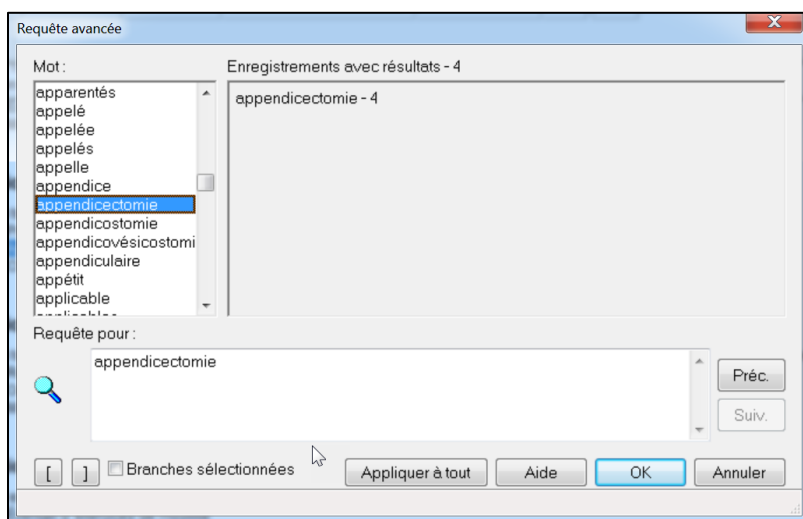 Requête avancée
X
Mot : Enregistrements avec résultats - 4
apparentés
appelé
appelée
appelés
appelle
appendice
appendicectomie
appendicostomie
appendicovésicostomi
appendiculaire
appétit
applicable
appendicectomie - 4
Requête pour :
appendicectomie
Préc.
Suiv.
[ ] Branches sélectionnées Appliquer à tout Aide OK Annuler